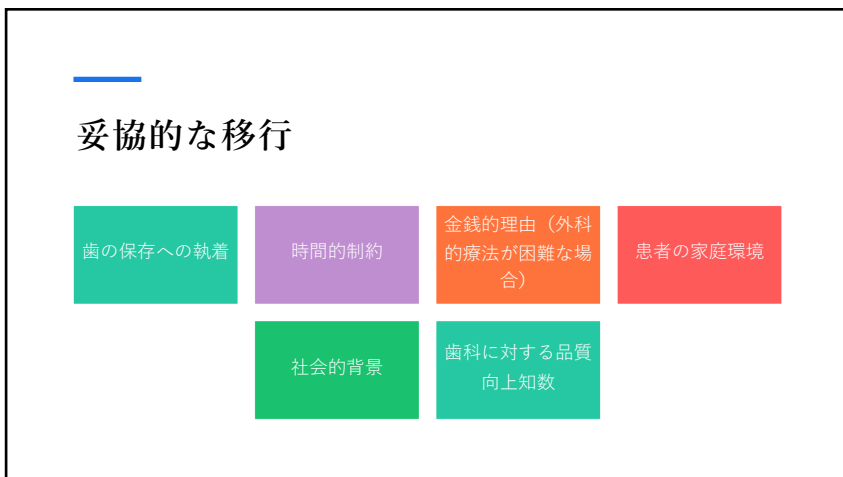 妥協的な移行
歯の保存への執着
時間的制約
金銭的理由（外科
的療法が困難な場
合）
患者の家庭環境
社会的背景
歯科に対する品質
向上知数